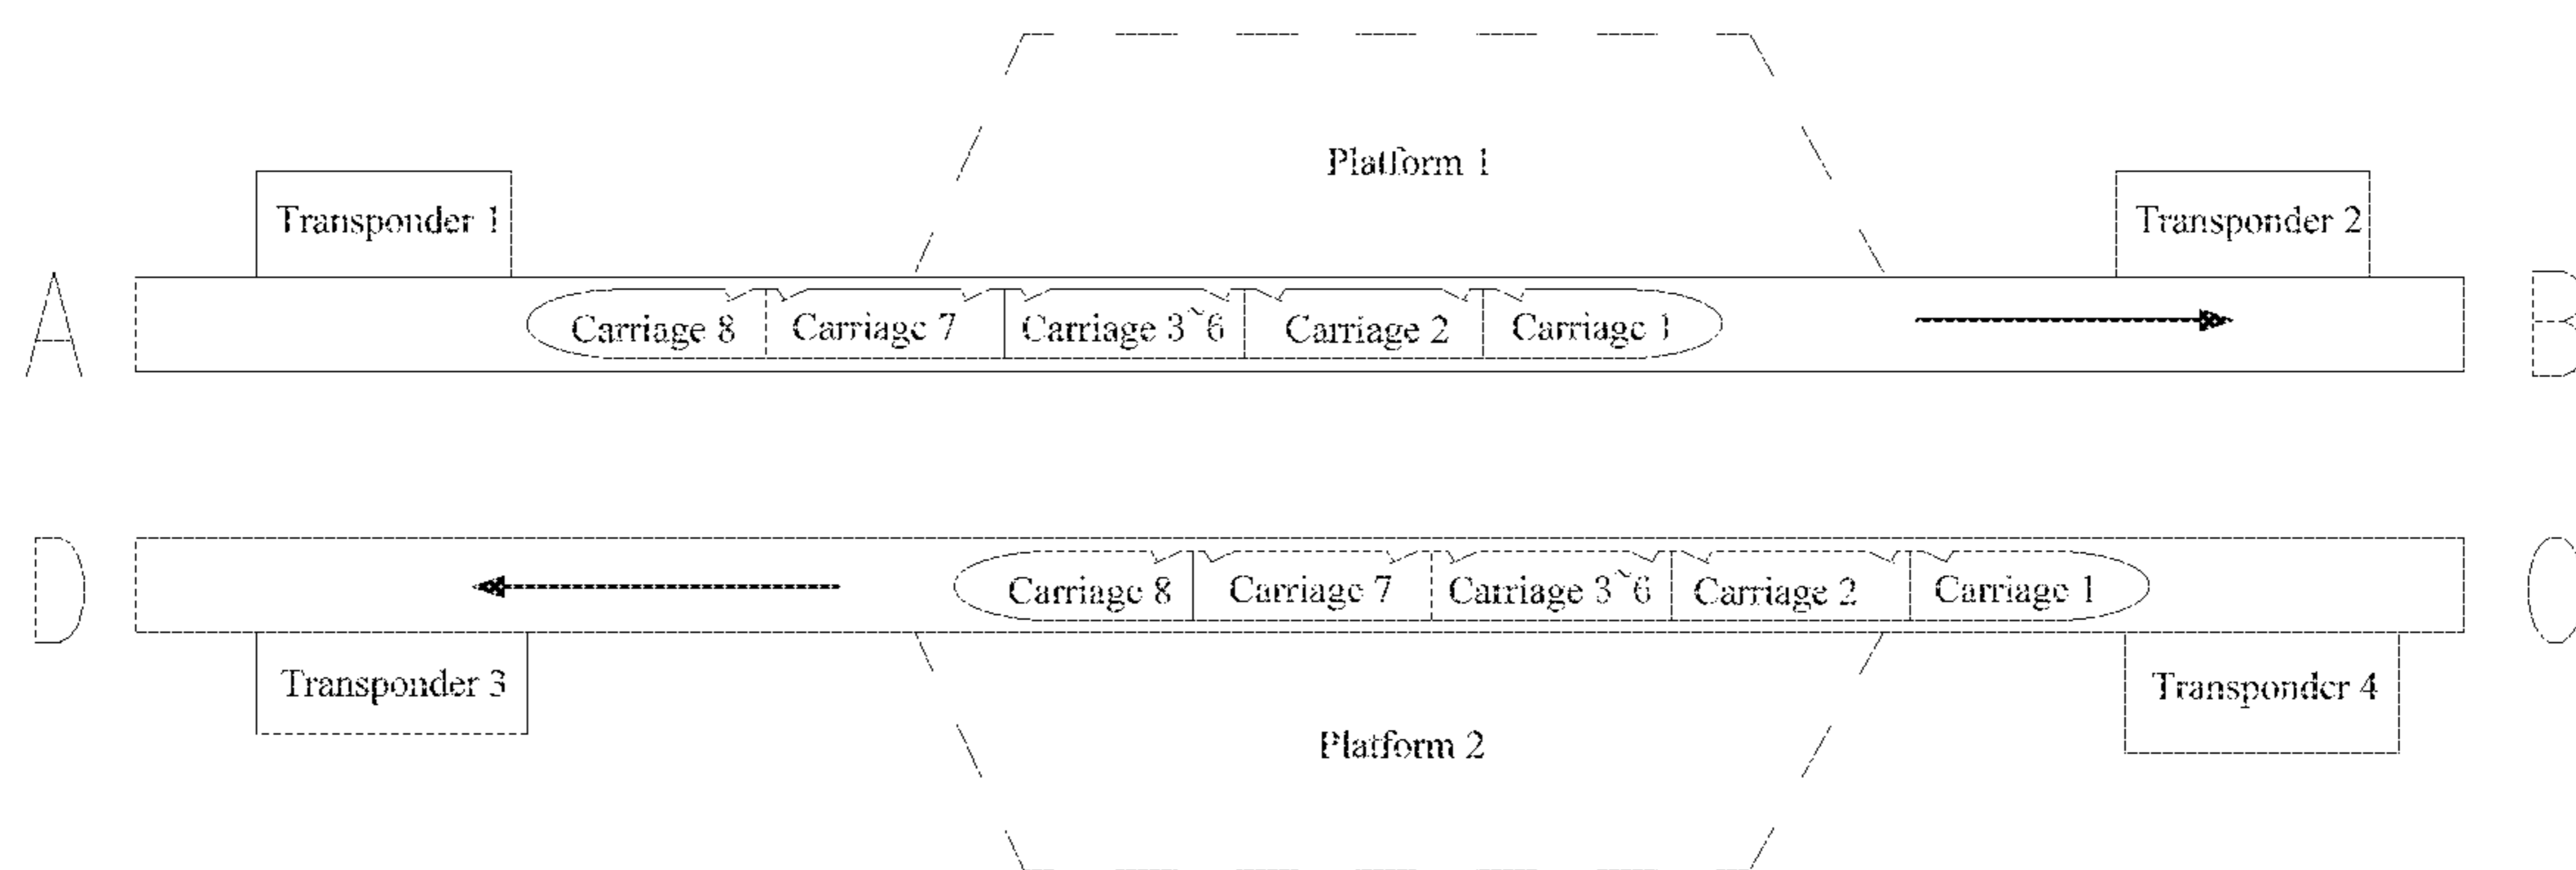 Platform 1
Transponder 1
Transponder 2
A
Carriage 8
Carriage 7
Carriage 3~6
Carriage 2
Carriage 1
B
D
Carriage 8
Carriage 7
Carriage 3~6
Carriage 2
Carriage 1
C
Transponder 3
Transponder 4
Platform 2